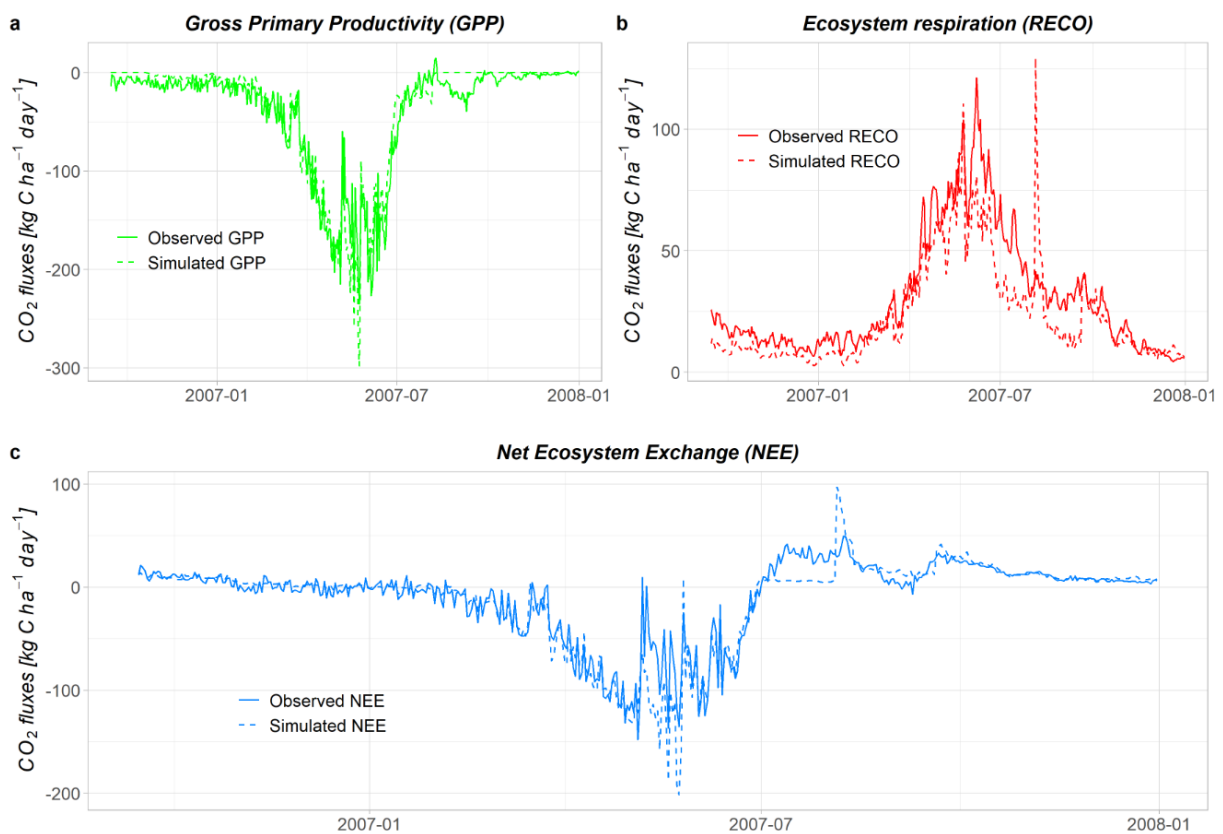 a
Gross Primary Productivity (GPP)
CO₂ fluxes [kg C ha⁻¹ day⁻¹]
0
-100
-200
-300
Observed GPP
Simulated GPP
2007-01
2007-07
2008-01
b
Ecosystem respiration (RECO)
CO₂ fluxes [kg C ha⁻¹ day⁻¹]
100
50
0
Observed RECO
Simulated RECO
2007-01
2007-07
2008-01
c
Net Ecosystem Exchange (NEE)
CO₂ fluxes [kg C ha⁻¹ day⁻¹]
100
0
-100
-200
Observed NEE
Simulated NEE
2007-01
2007-07
2008-01